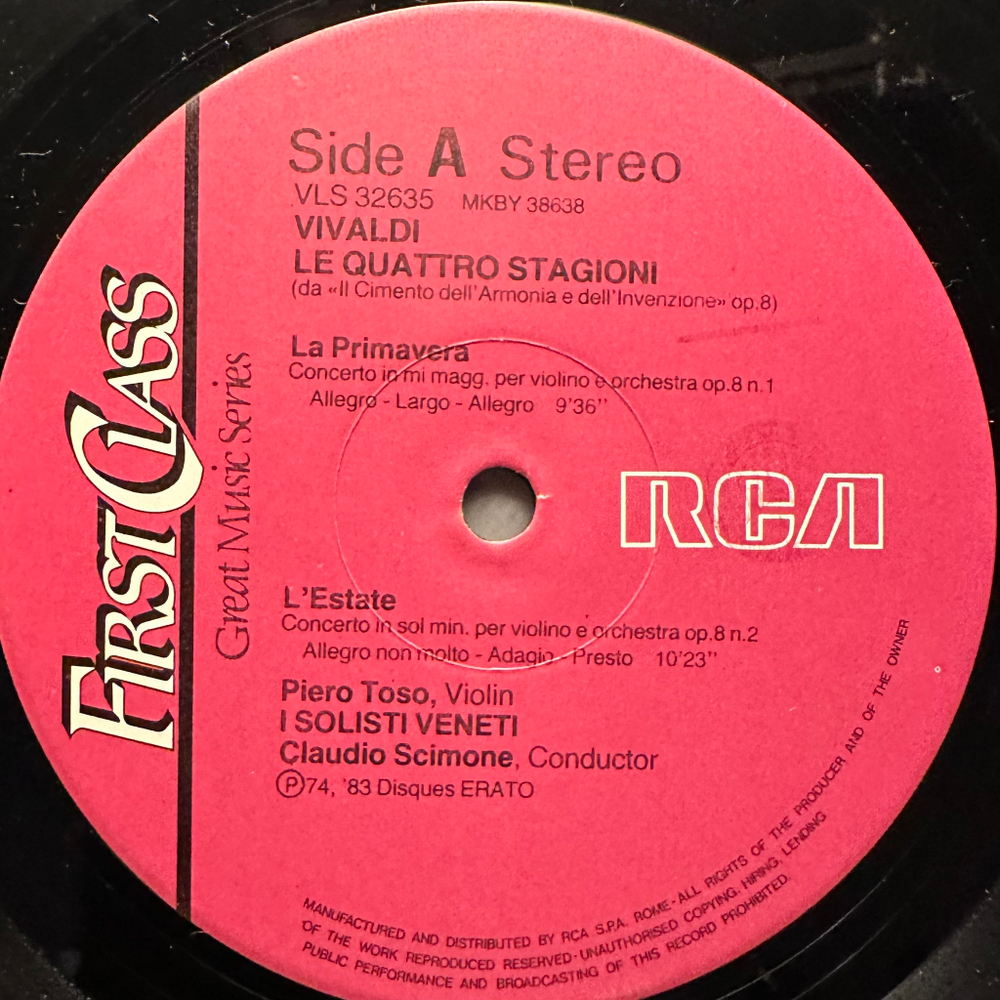 Side A Stereo
VLS 32635 MKBY 38638
VIVALDI
LE QUATTRO STAGIONI
(da «Il Cimento dell'Armonia e dell'Invenzione» op.8)
La Primavera
Concerto in mi magg. per violino e orchestra op.8 n.1
Allegro - Largo - Allegro 9'36''
FIRST CLASS
Great Music Series
RCA
L'Estate
Concerto in sol min. per violino e orchestra op.8 n.2
Allegro non molto - Adagio - Presto 10'23''
Piero Toso, Violin
I SOLISTI VENETI
Claudio Scimone, Conductor
Ⓟ74, '83 Disques ERATO
MANUFACTURED AND DISTRIBUTED BY RCA S.P.A. ROME - ALL RIGHTS OF THE PRODUCER AND OF THE OWNER
OF THE WORK REPRODUCED RESERVED - UNAUTHORISED COPYING, HIRING, LENDING
PUBLIC PERFORMANCE AND BROADCASTING OF THIS RECORD PROHIBITED.